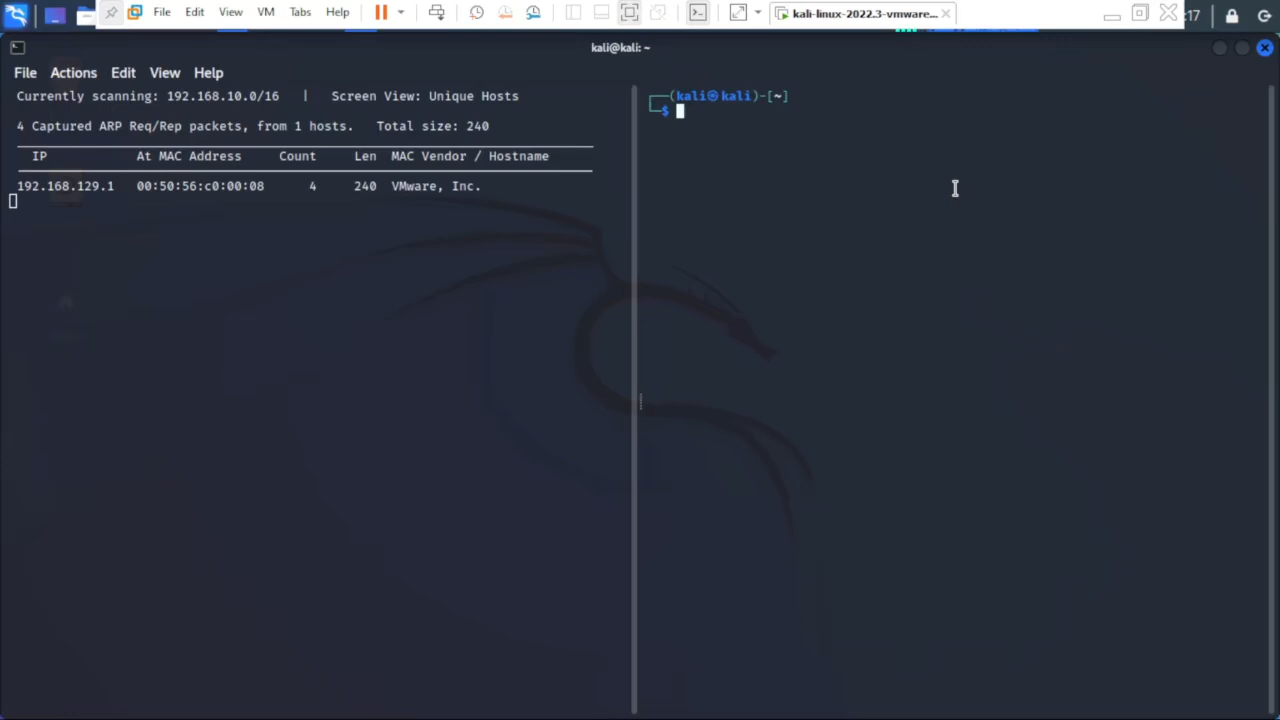 File Edit View VM Tabs Help kali-linux-2022.3-vmware... :17
kali@kali: ~
File Actions Edit View Help
Currently scanning: 192.168.10.0/16 | Screen View: Unique Hosts
4 Captured ARP Req/Rep packets, from 1 hosts. Total size: 240
IP At MAC Address Count Len MAC Vendor / Hostname
192.168.129.1 00:50:56:c0:00:08 4 240 VMware, Inc.
┌──(kali㉿kali)-[~]
└─$